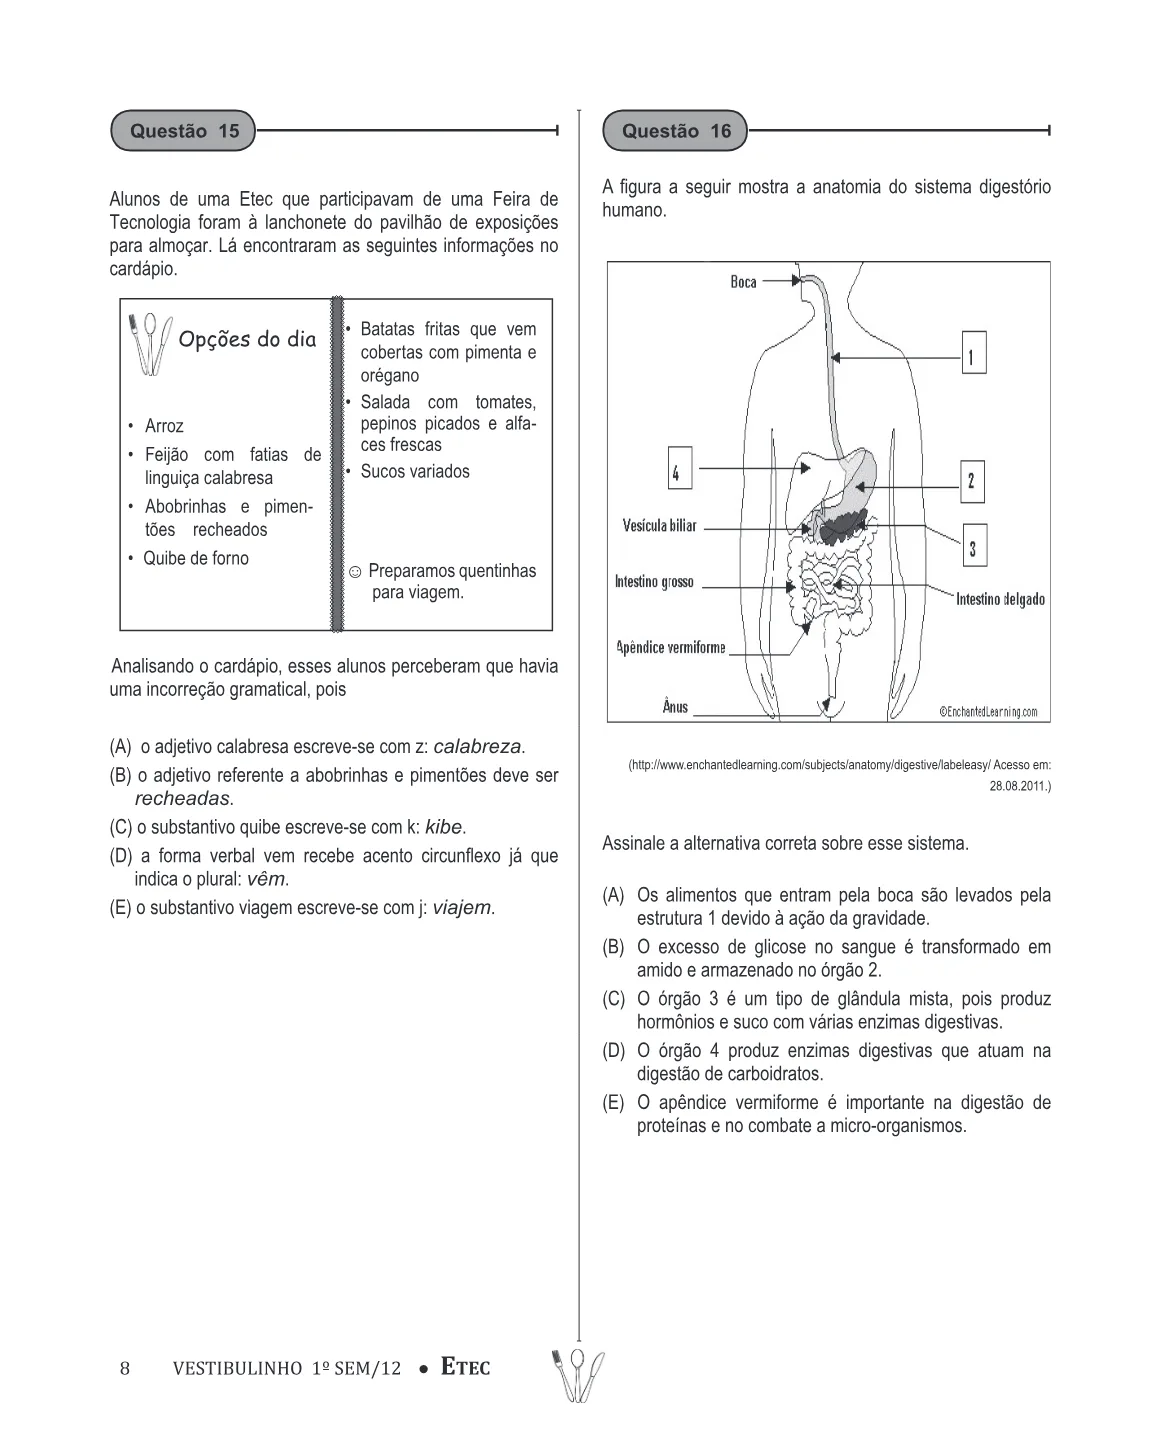 Questão 15
Alunos de uma Etec que participavam de uma Feira de
Tecnologia foram à lanchonete do pavilhão de exposições
para almoçar. Lá encontraram as seguintes informações no
cardápio.
Opções do dia
• Arroz
• Feijão com fatias de
linguiça calabresa
• Abobrinhas e pimen-
tões recheados
• Quibe de forno
• Batatas fritas que vem
cobertas com pimenta e
orégano
• Salada com tomates,
pepinos picados e alfa-
ces frescas
• Sucos variados
☺ Preparamos quentinhas
para viagem.
Analisando o cardápio, esses alunos perceberam que havia
uma incorreção gramatical, pois
(A) o adjetivo calabresa escreve-se com z: calabreza.
(B) o adjetivo referente a abobrinhas e pimentões deve ser
recheadas.
(C) o substantivo quibe escreve-se com k: kibe.
(D) a forma verbal vem recebe acento circunflexo já que
indica o plural: vêm.
(E) o substantivo viagem escreve-se com j: viajem.
Questão 16
A figura a seguir mostra a anatomia do sistema digestório
humano.
Boca
1
4
2
Vesícula biliar
3
Intestino grosso
Intestino delgado
Apêndice vermiforme
Ânus
©EnchantedLearning.com
(http://www.enchantedlearning.com/subjects/anatomy/digestive/labeleasy/ Acesso em:
28.08.2011.)
Assinale a alternativa correta sobre esse sistema.
(A) Os alimentos que entram pela boca são levados pela
estrutura 1 devido à ação da gravidade.
(B) O excesso de glicose no sangue é transformado em
amido e armazenado no órgão 2.
(C) O órgão 3 é um tipo de glândula mista, pois produz
hormônios e suco com várias enzimas digestivas.
(D) O órgão 4 produz enzimas digestivas que atuam na
digestão de carboidratos.
(E) O apêndice vermiforme é importante na digestão de
proteínas e no combate a micro-organismos.
8 VESTIBULINHO 1º SEM/12 • ETEC